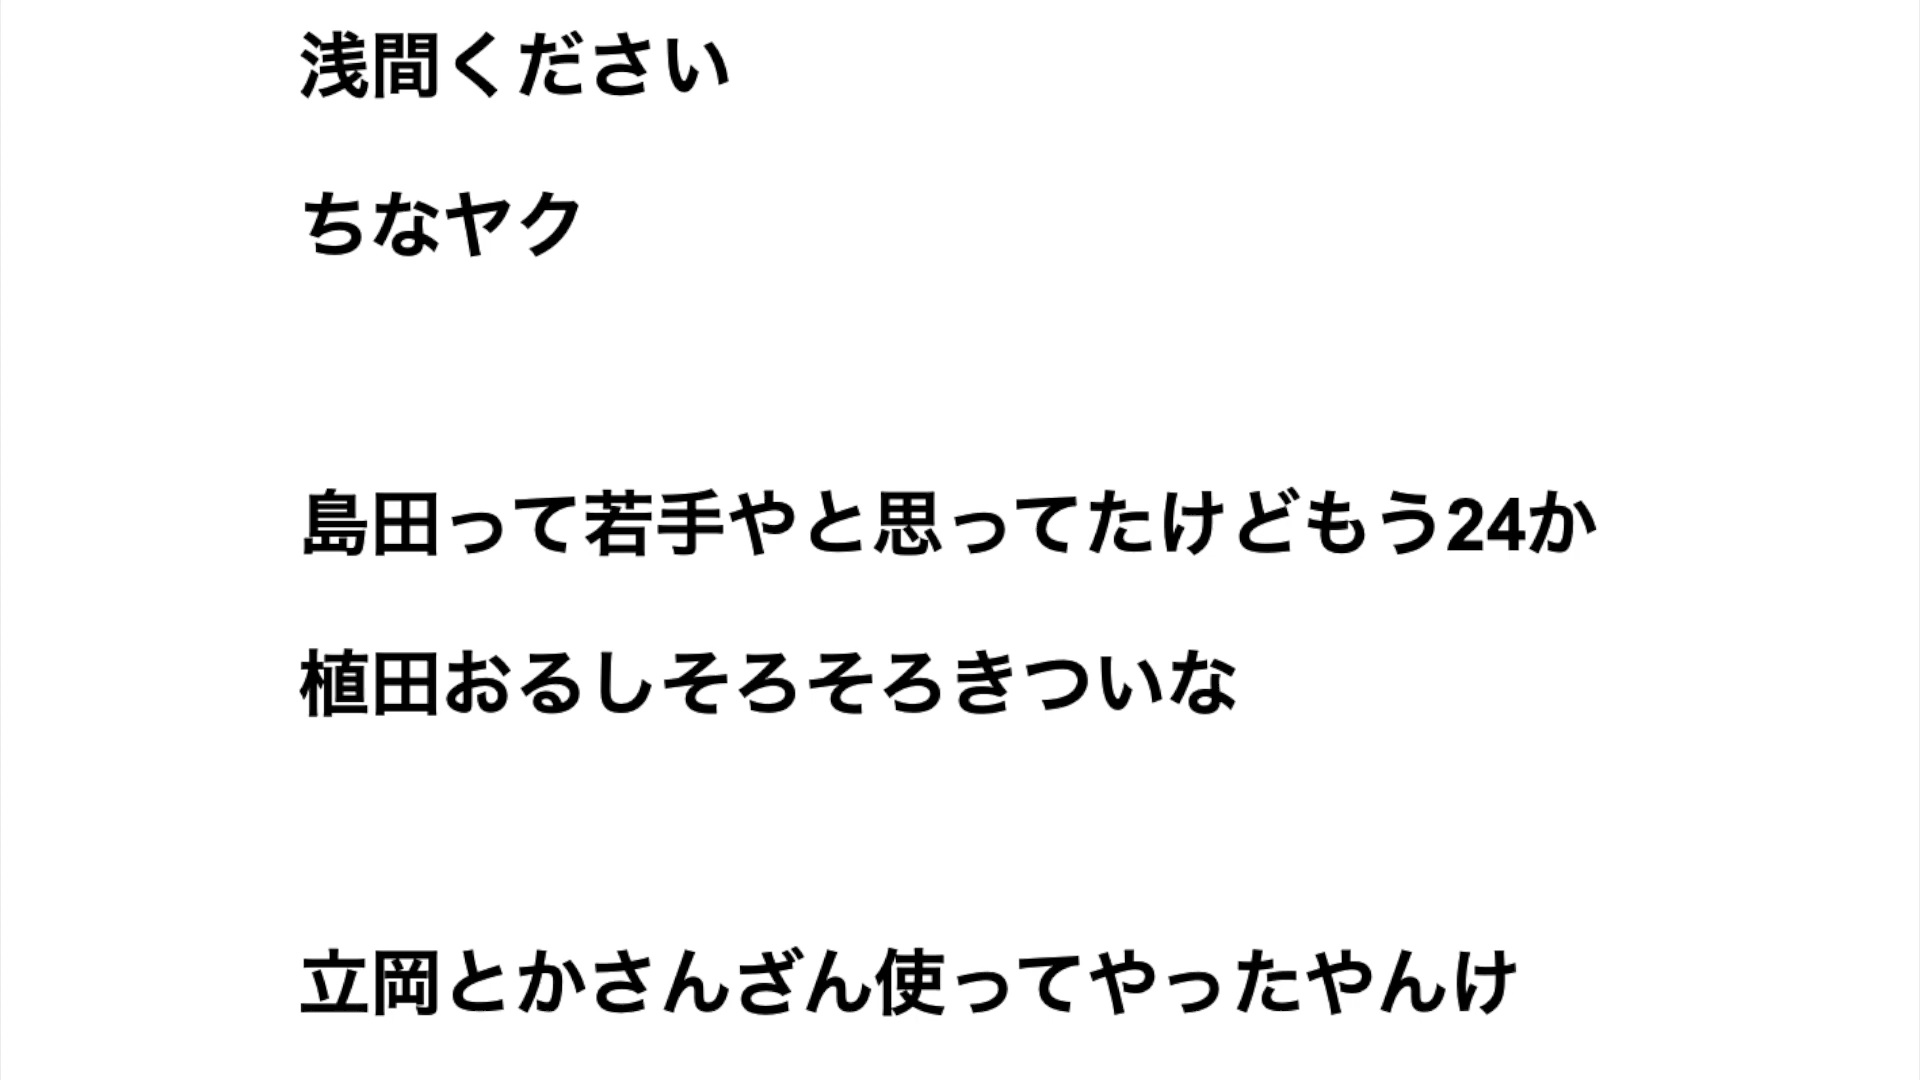 浅間ください
ちなヤク
島田って若手やと思ってたけどもう24か
植田おるしそろそろきついな
立岡とかさんざん使ってやったやんけ